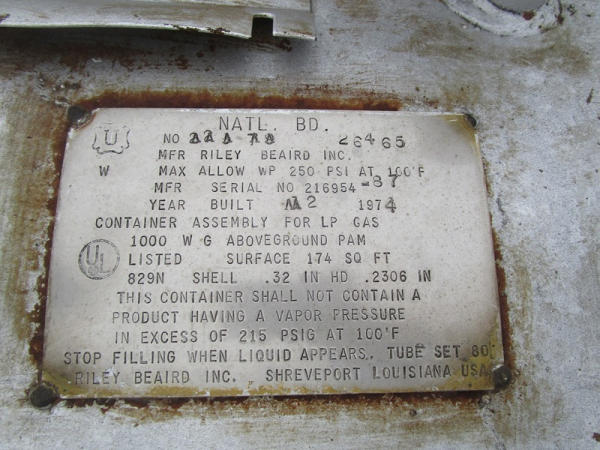 NATL. BD.
U NO 26465
MFR RILEY BEAIRD INC.
W MAX ALLOW WP 250 PSI AT 100°F
MFR SERIAL NO 216954-87
YEAR BUILT 1974
CONTAINER ASSEMBLY FOR LP GAS
1000 W G ABOVEGROUND PAM
UL LISTED SURFACE 174 SQ FT
829N SHELL .32 IN HD .2306 IN
THIS CONTAINER SHALL NOT CONTAIN A
PRODUCT HAVING A VAPOR PRESSURE
IN EXCESS OF 215 PSIG AT 100°F
STOP FILLING WHEN LIQUID APPEARS. TUBE SET 80
RILEY BEAIRD INC. SHREVEPORT LOUISIANA USA